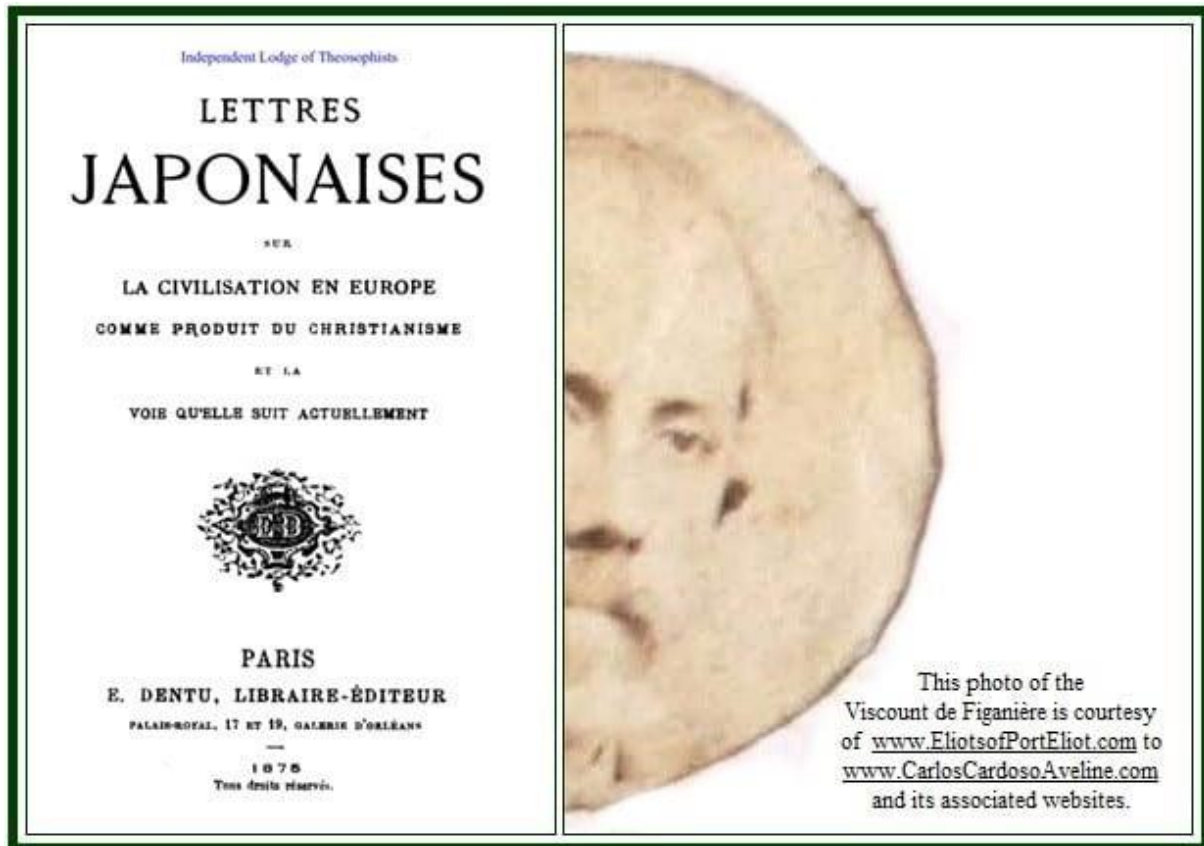 Independent Lodge of Theosophists
LETTRES
JAPONAISES
SUR
LA CIVILISATION EN EUROPE
COMME PRODUIT DU CHRISTIANISME
ET LA
VOIE QU'ELLE SUIT ACTUELLEMENT
ED
PARIS
E. DENTU, LIBRAIRE-ÉDITEUR
PALAIS-ROYAL, 17 ET 19, GALERIE D'ORLÉANS
1878
Tous droits réservés.
This photo of the
Viscount de Figanière is courtesy
of www.EliotsofPortEliot.com to
www.CarlosCardosoAveline.com
and its associated websites.